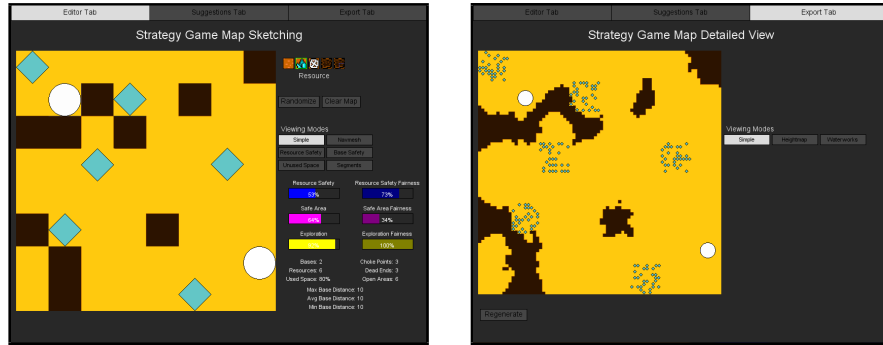 Editor Tab
Suggestions Tab
Export Tab
Strategy Game Map Sketching
Resource
Randomize
Clear Map
Viewing Modes
Simple
Navmesh
Resource Safety
Base Safety
Unused Space
Segments
Resource Safety
Resource Safety Fairness
53%
73%
Safe Area
Safe Area Fairness
64%
34%
Exploration
Exploration Fairness
100%
Bases: 2
Choke Points: 3
Resources: 6
Dead Ends: 3
Used Space: 80%
Open Areas: 6
Max Base Distance: 10
Avg Base Distance: 10
Min Base Distance: 10
Editor Tab
Suggestions Tab
Export Tab
Strategy Game Map Detailed View
Viewing Modes
Simple
Heightmap
Waterworks
Regenerate